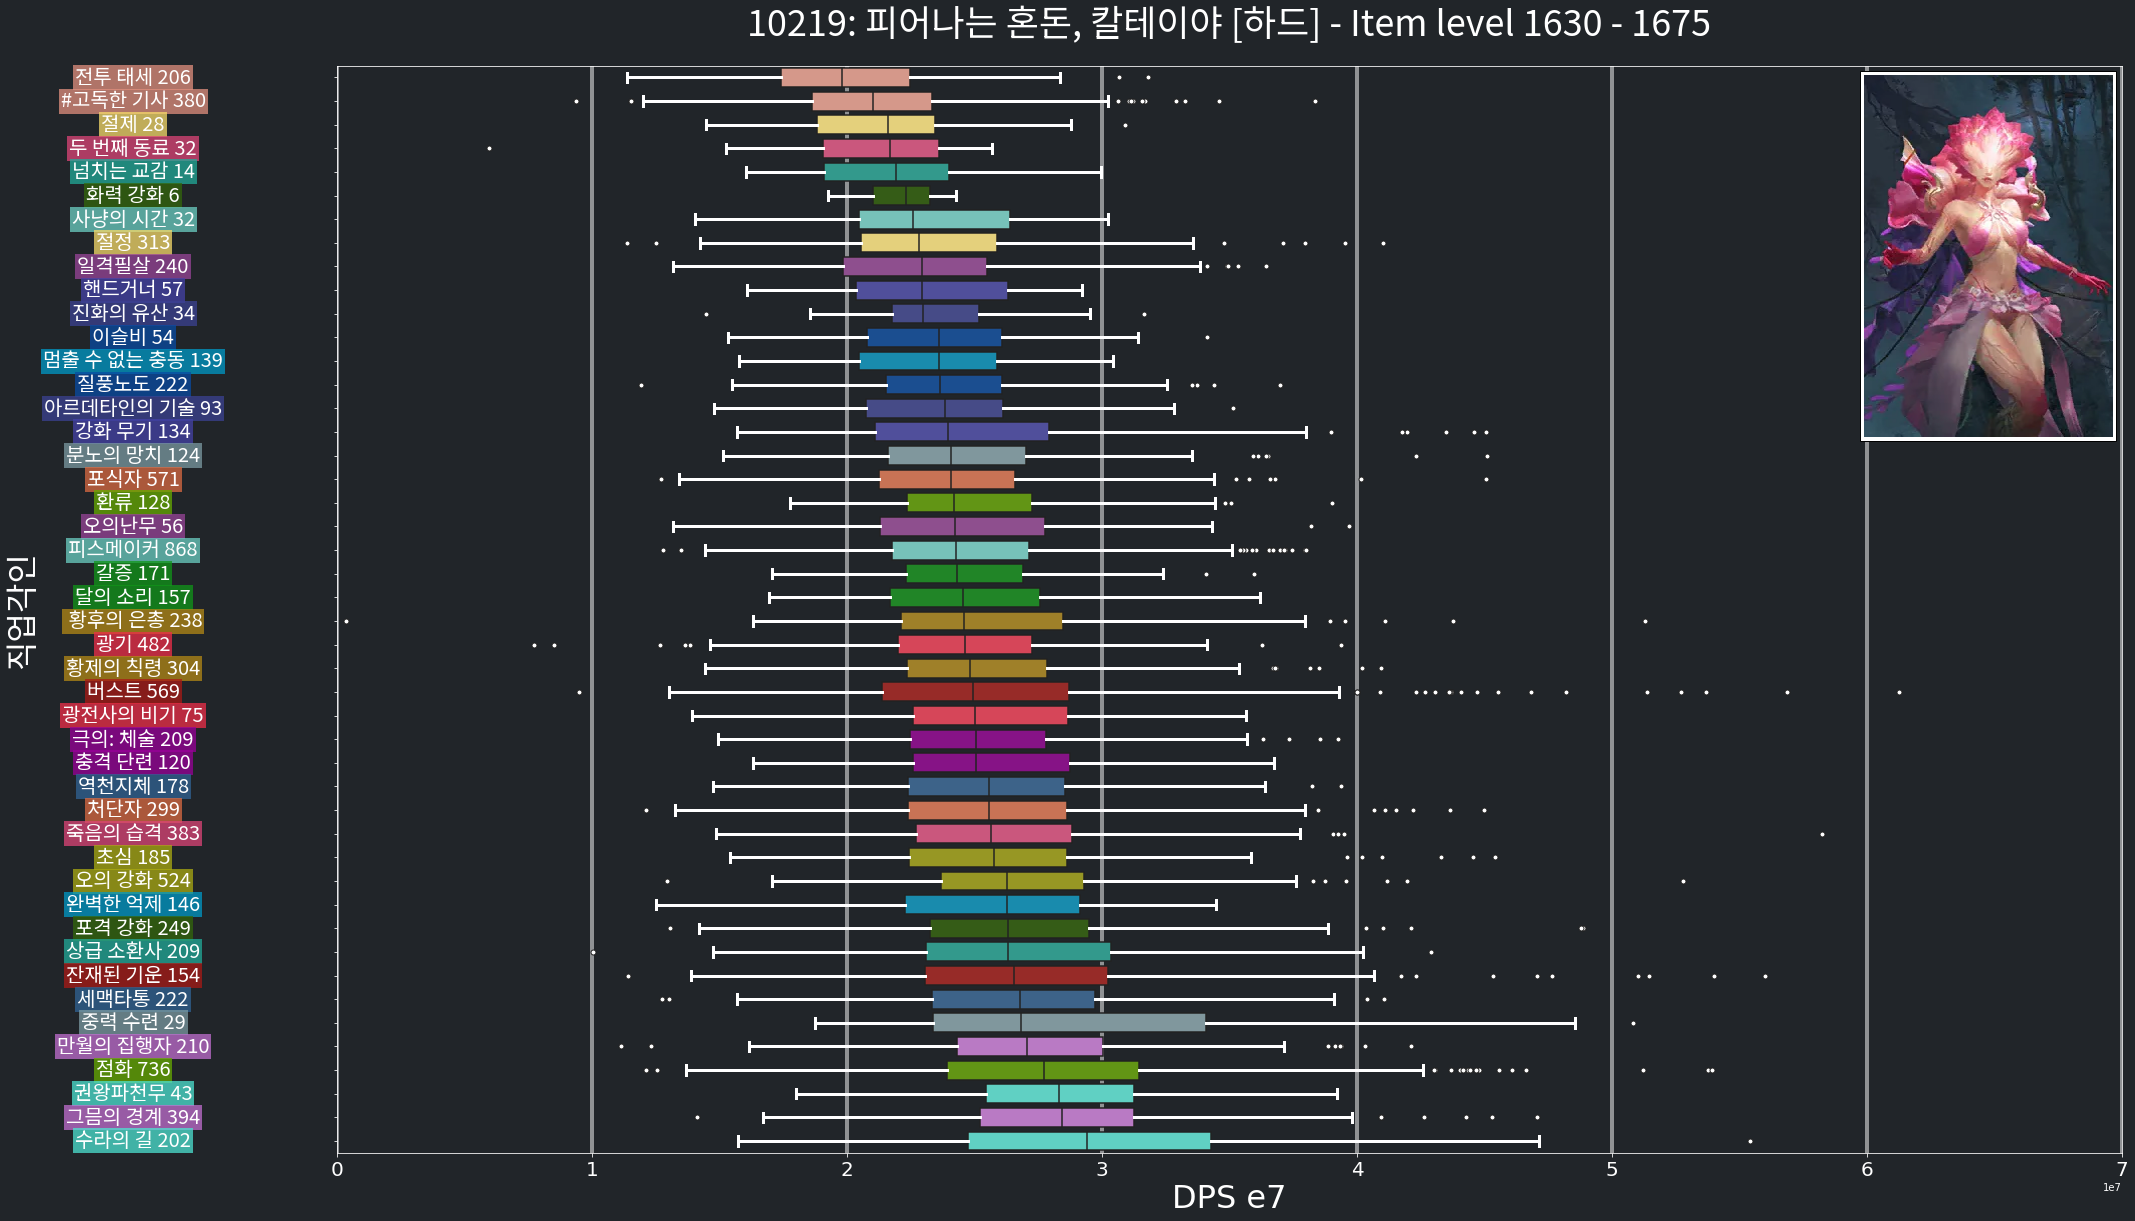 10219: 피어나는 혼돈, 칼테이야 [하드] - Item level 1630 - 1675
직업각인
전투 태세 206
#고독한 기사 380
절제 28
두 번째 동료 32
넘치는 교감 14
화력 강화 6
사냥의 시간 32
절정 313
일격필살 240
핸드거너 57
진화의 유산 34
이슬비 54
멈출 수 없는 충동 139
질풍노도 222
아르데타인의 기술 93
강화 무기 134
분노의 망치 124
포식자 571
환류 128
오의난무 56
피스메이커 868
갈증 171
달의 소리 157
황후의 은총 238
광기 482
황제의 칙령 304
버스트 569
광전사의 비기 75
극의: 체술 209
충격 단련 120
역천지체 178
처단자 299
죽음의 습격 383
초심 185
오의 강화 524
완벽한 억제 146
포격 강화 249
상급 소환사 209
잔재된 기운 154
세맥타통 222
중력 수련 29
만월의 집행자 210
점화 736
권왕파천무 43
그믐의 경계 394
수라의 길 202
0 1 2 3 4 5 6 7
DPS e7
1e7